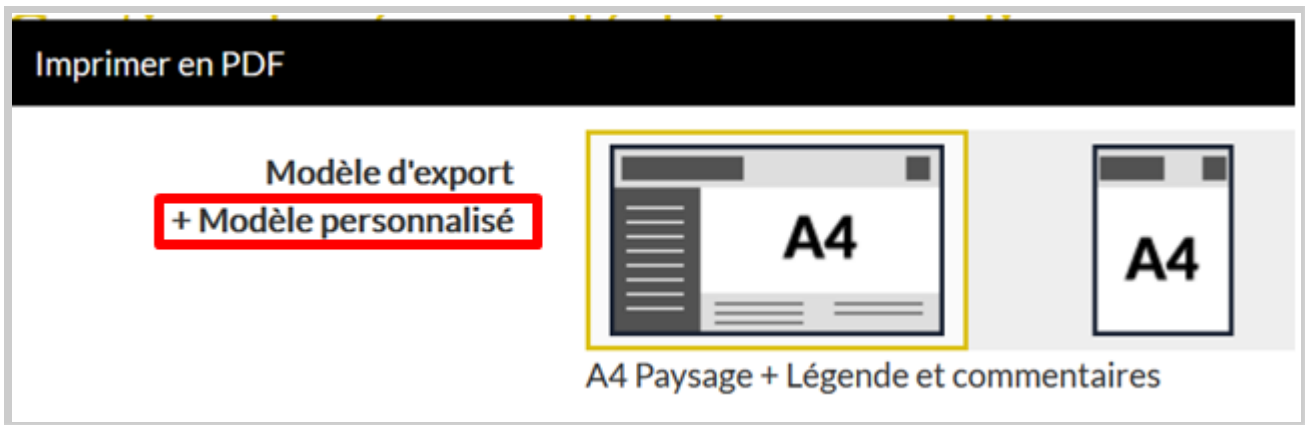 Imprimer en PDF
Modèle d'export
+ Modèle personnalisé
A4
A4
A4 Paysage + Légende et commentaires